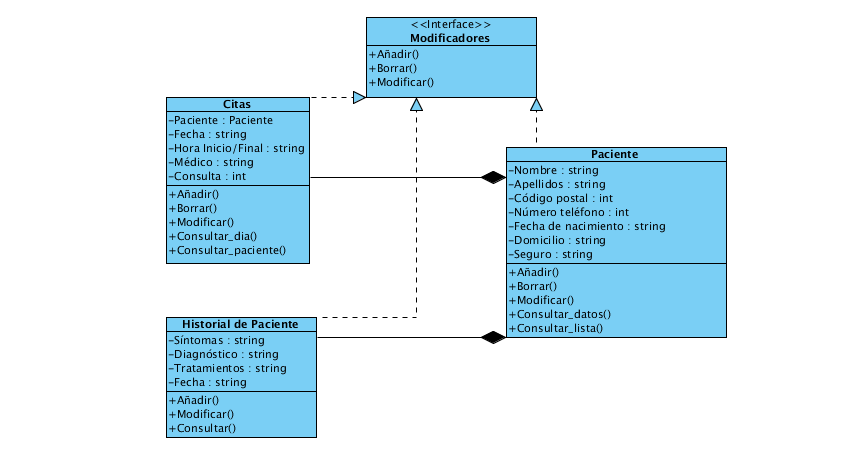 <<Interface>>
Modificadores
+Añadir()
+Borrar()
+Modificar()
Citas
-Paciente : Paciente
-Fecha : string
-Hora Inicio/Final : string
-Médico : string
-Consulta : int
+Añadir()
+Borrar()
+Modificar()
+Consultar_dia()
+Consultar_paciente()
Paciente
-Nombre : string
-Apellidos : string
-Código postal : int
-Número teléfono : int
-Fecha de nacimiento : string
-Domicilio : string
-Seguro : string
+Añadir()
+Borrar()
+Modificar()
+Consultar_datos()
+Consultar_lista()
Historial de Paciente
-Síntomas : string
-Diagnóstico : string
-Tratamientos : string
-Fecha : string
+Añadir()
+Modificar()
+Consultar()